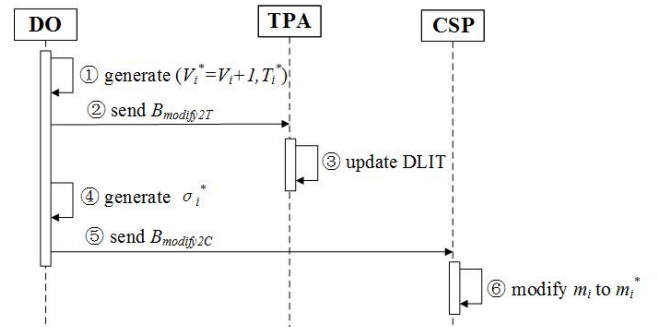 DO TPA CSP
① generate (V_i^*=V_i+1,T_i^*)
② send B_modify2T
③ update DLIT
④ generate σ_i^*
⑤ send B_modify2C
⑥ modify m_i to m_i^*